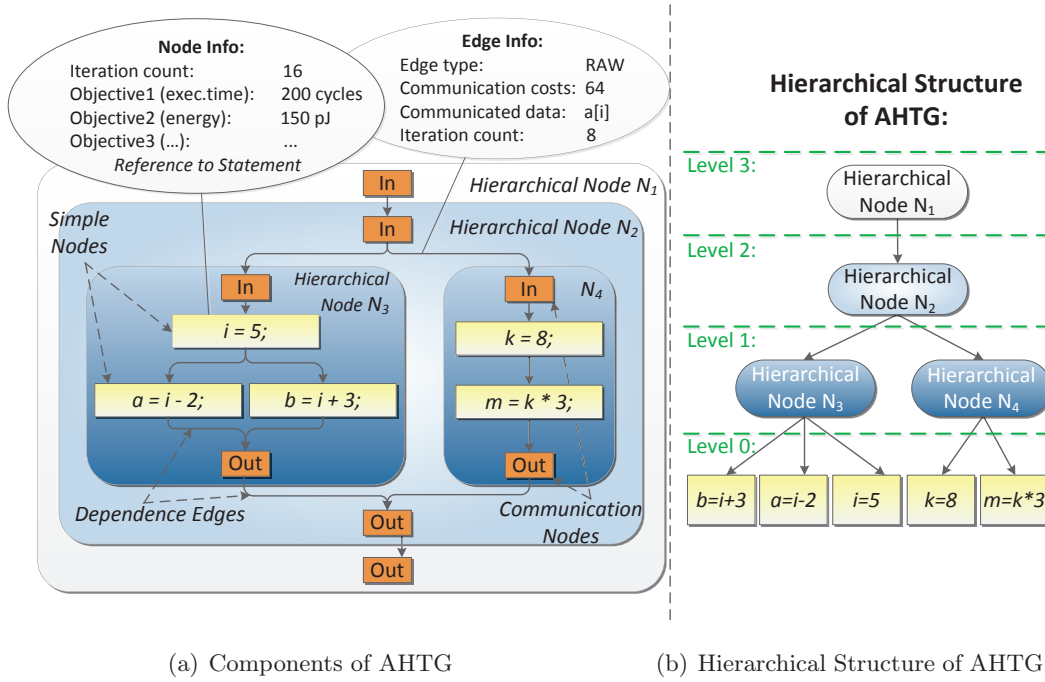 Node Info:
Iteration count: 16
Objective1 (exec.time): 200 cycles
Objective2 (energy): 150 pJ
Objective3 (...): ...
Reference to Statement
Edge Info:
Edge type: RAW
Communication costs: 64
Communicated data: a[i]
Iteration count: 8
Hierarchical Node N1
In
In
Hierarchical Node N2
Simple
Nodes
In
Hierarchical
Node N3
i = 5;
a = i - 2;
b = i + 3;
Out
In
N4
k = 8;
m = k * 3;
Out
Dependence Edges
Out
Communication
Nodes
Out
(a) Components of AHTG
Hierarchical Structure
of AHTG:
Level 3:
Hierarchical
Node N1
Level 2:
Hierarchical
Node N2
Level 1:
Hierarchical
Node N3
Hierarchical
Node N4
Level 0:
b=i+3
a=i-2
i=5
k=8
m=k*3
(b) Hierarchical Structure of AHTG